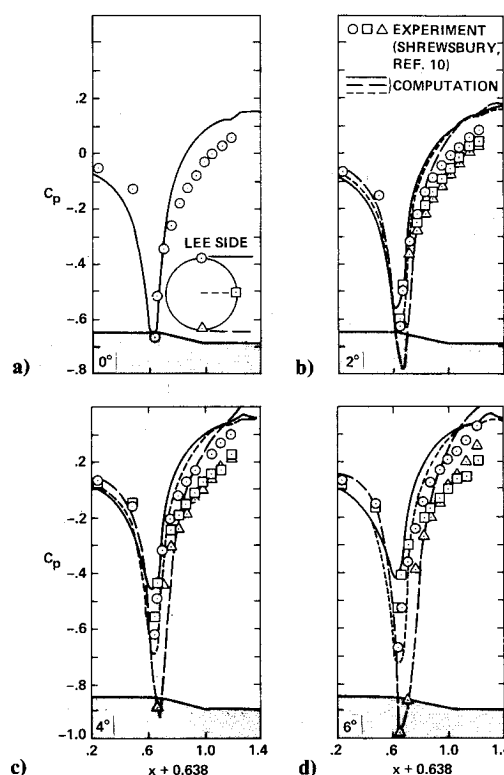 .2
0
-.2
-.4
-.6
-.8
C_p
LEE SIDE
0°
a)
EXPERIMENT
(SHREWSBURY,
REF. 10)
COMPUTATION
2°
b)
.4
.2
0
-.2
-.4
-.6
-.8
-1.0
C_p
4°
c)
.2 .6 1.0 1.4
x + 0.638
6°
d)
.2 .6 1.0 1.4
x + 0.638